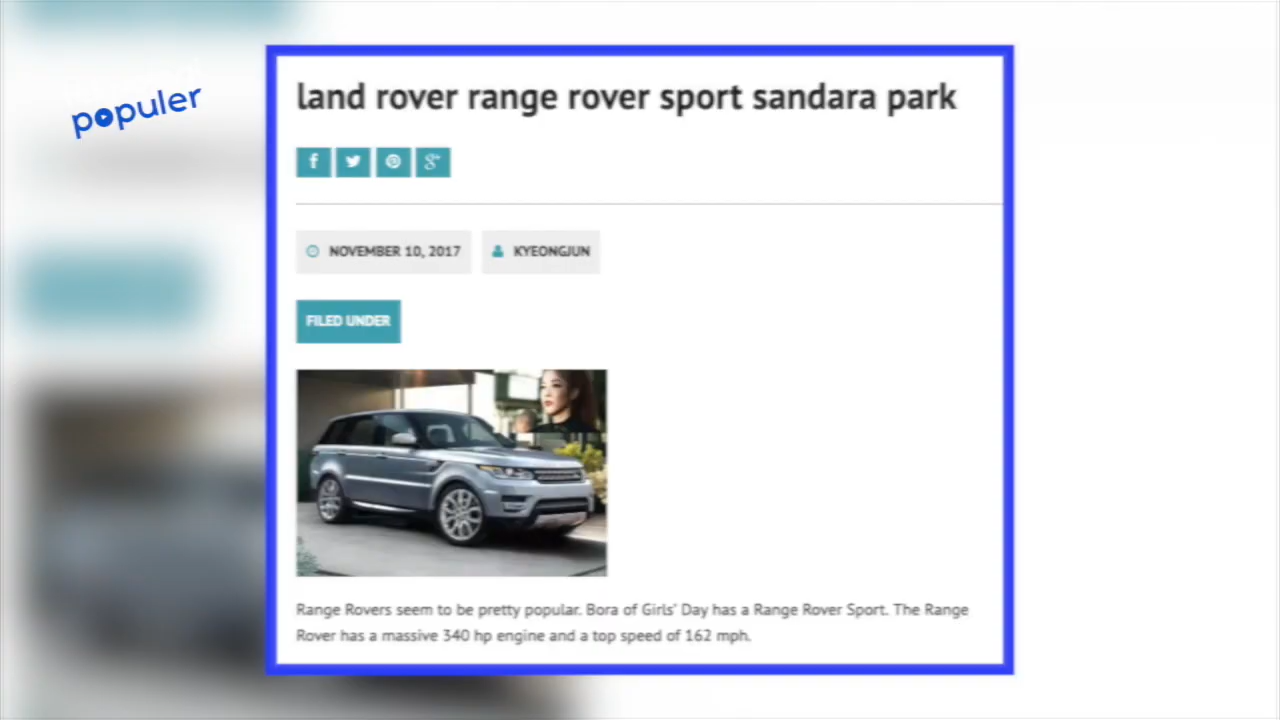 populer
land rover range rover sport sandara park
NOVEMBER 10, 2017
KYEONGJUN
FILED UNDER
Range Rovers seem to be pretty popular. Bora of Girls' Day has a Range Rover Sport. The Range
Rover has a massive 340 hp engine and a top speed of 162 mph.